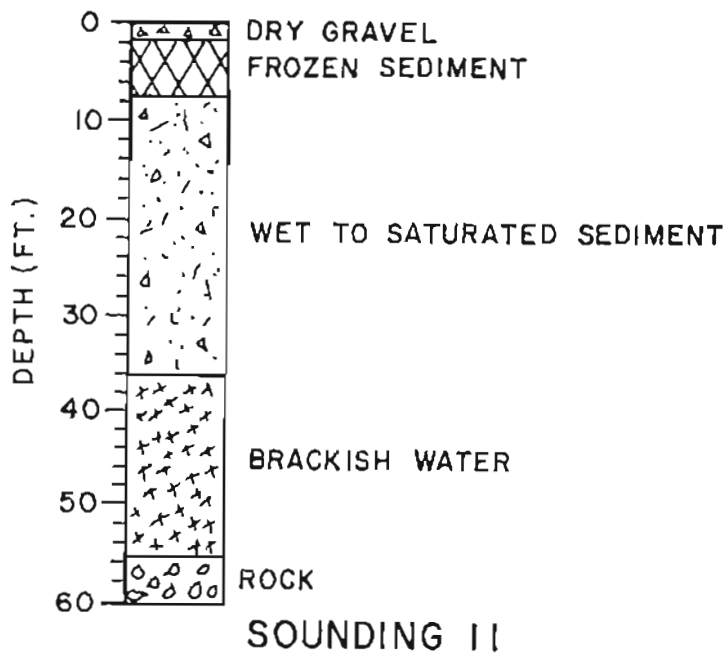 0
DRY GRAVEL
FROZEN SEDIMENT
10
20
WET TO SATURATED SEDIMENT
DEPTH (FT.)
30
40
BRACKISH WATER
50
ROCK
60
SOUNDING 11